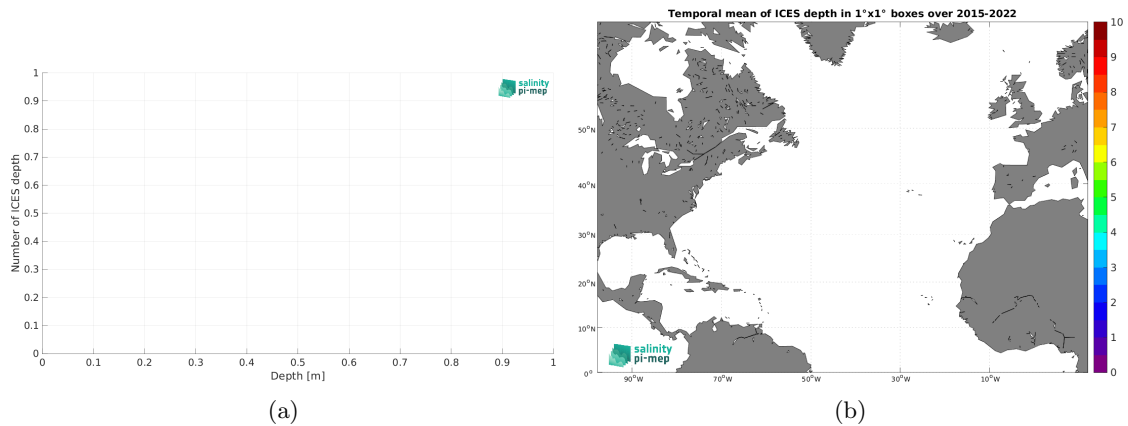 Temporal mean of ICES depth in 1°x1° boxes over 2015-2022
Number of ICES depth
1
0.9
0.8
0.7
0.6
0.5
0.4
0.3
0.2
0.1
0
0 0.1 0.2 0.3 0.4 0.5 0.6 0.7 0.8 0.9 1
Depth [m]
salinity
pi-mep
(a)
50°N
40°N
30°N
20°N
10°N
0°
90°W 70°W 50°W 30°W 10°W
salinity
pi-mep
10
9
8
7
6
5
4
3
2
1
0
(b)